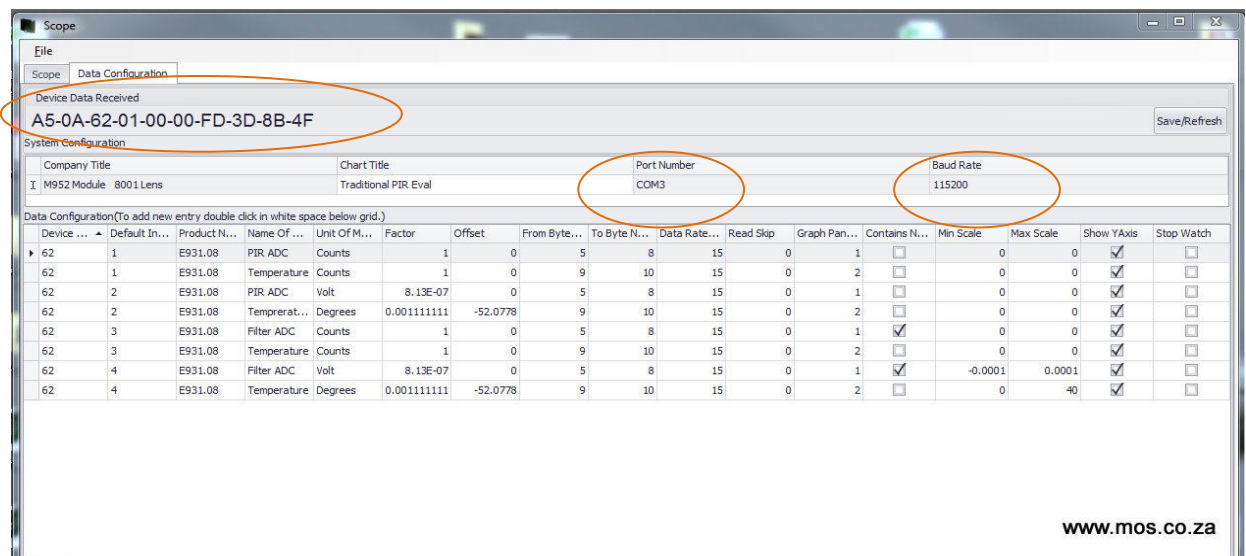 Scope
File
Scope Data Configuration
Device Data Received
A5-0A-62-01-00-00-FD-3D-8B-4F
Save/Refresh
System Configuration
Company Title Chart Title Port Number Baud Rate
M952 Module 8001 Lens Traditional PIR Eval COM3 115200
Data Configuration(To add new entry double click in white space below grid.)
Device ... Default In... Product N... Name Of ... Unit Of M... Factor Offset From Byte... To Byte N... Data Rate... Read Skip Graph Pan... Contains N... Min Scale Max Scale Show YAxis Stop Watch
62 1 E931.08 PIR ADC Counts 1 0 5 8 15 0 1 0 0
62 1 E931.08 Temperature Counts 1 0 9 10 15 0 2 0 0
62 2 E931.08 PIR ADC Volt 8.13E-07 0 5 8 15 0 1 0 0
62 2 E931.08 Temprerat... Degrees 0.001111111 -52.0778 9 10 15 0 2 0 0
62 3 E931.08 Filter ADC Counts 1 0 5 8 15 0 1 0 0
62 3 E931.08 Temperature Counts 1 0 9 10 15 0 2 0 0
62 4 E931.08 Filter ADC Volt 8.13E-07 0 5 8 15 0 1 -0.0001 0.0001
62 4 E931.08 Temperature Degrees 0.001111111 -52.0778 9 10 15 0 2 0 40
www.mos.co.za